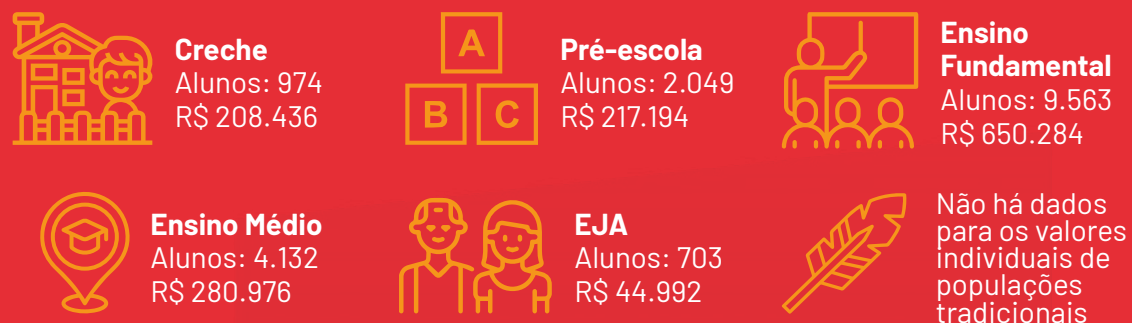 Creche
Alunos: 974
R$ 208.436
A
B C
Pré-escola
Alunos: 2.049
R$ 217.194
Ensino
Fundamental
Alunos: 9.563
R$ 650.284
Ensino Médio
Alunos: 4.132
R$ 280.976
EJA
Alunos: 703
R$ 44.992
Não há dados
para os valores
individuais de
populações
tradicionais